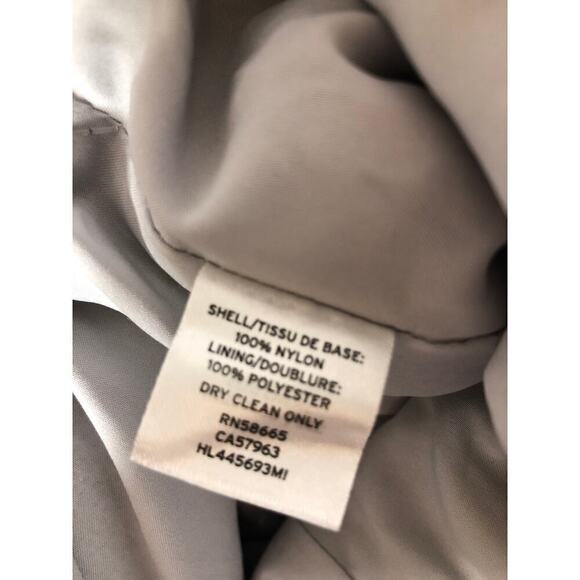 SHELL/TISSU DE BASE:
100% NYLON
LINING/DOUBLURE:
100% POLYESTER
DRY CLEAN ONLY
RN58665
CA57963
HL445693MI